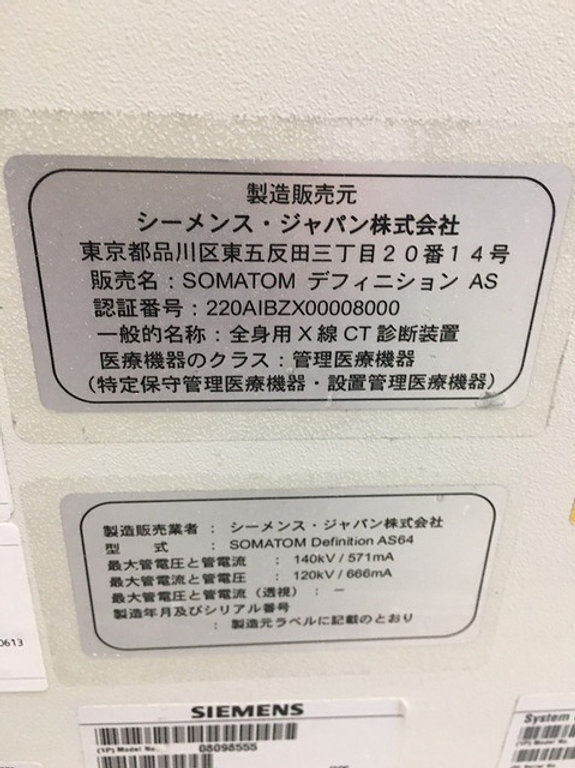 製造販売元
シーメンス・ジャパン株式会社
東京都品川区東五反田三丁目20番14号
販売名:SOMATOM デフィニション AS
認証番号:220AIBZX00008000
一般的名称:全身用X線CT診断装置
医療機器のクラス:管理医療機器
(特定保守管理医療機器・設置管理医療機器)
製造販売業者 : シーメンス・ジャパン株式会社
型 式 : SOMATOM Definition AS64
最大管電圧と管電流 : 140kV / 571mA
最大管電流と管電圧 : 120kV / 666mA
最大管電圧と管電流(透視) : −
製造年月及びシリアル番号
: 製造元ラベルに記載のとおり
0613
SIEMENS
(1P) Model No. 08098555
System
(1P) Model No.